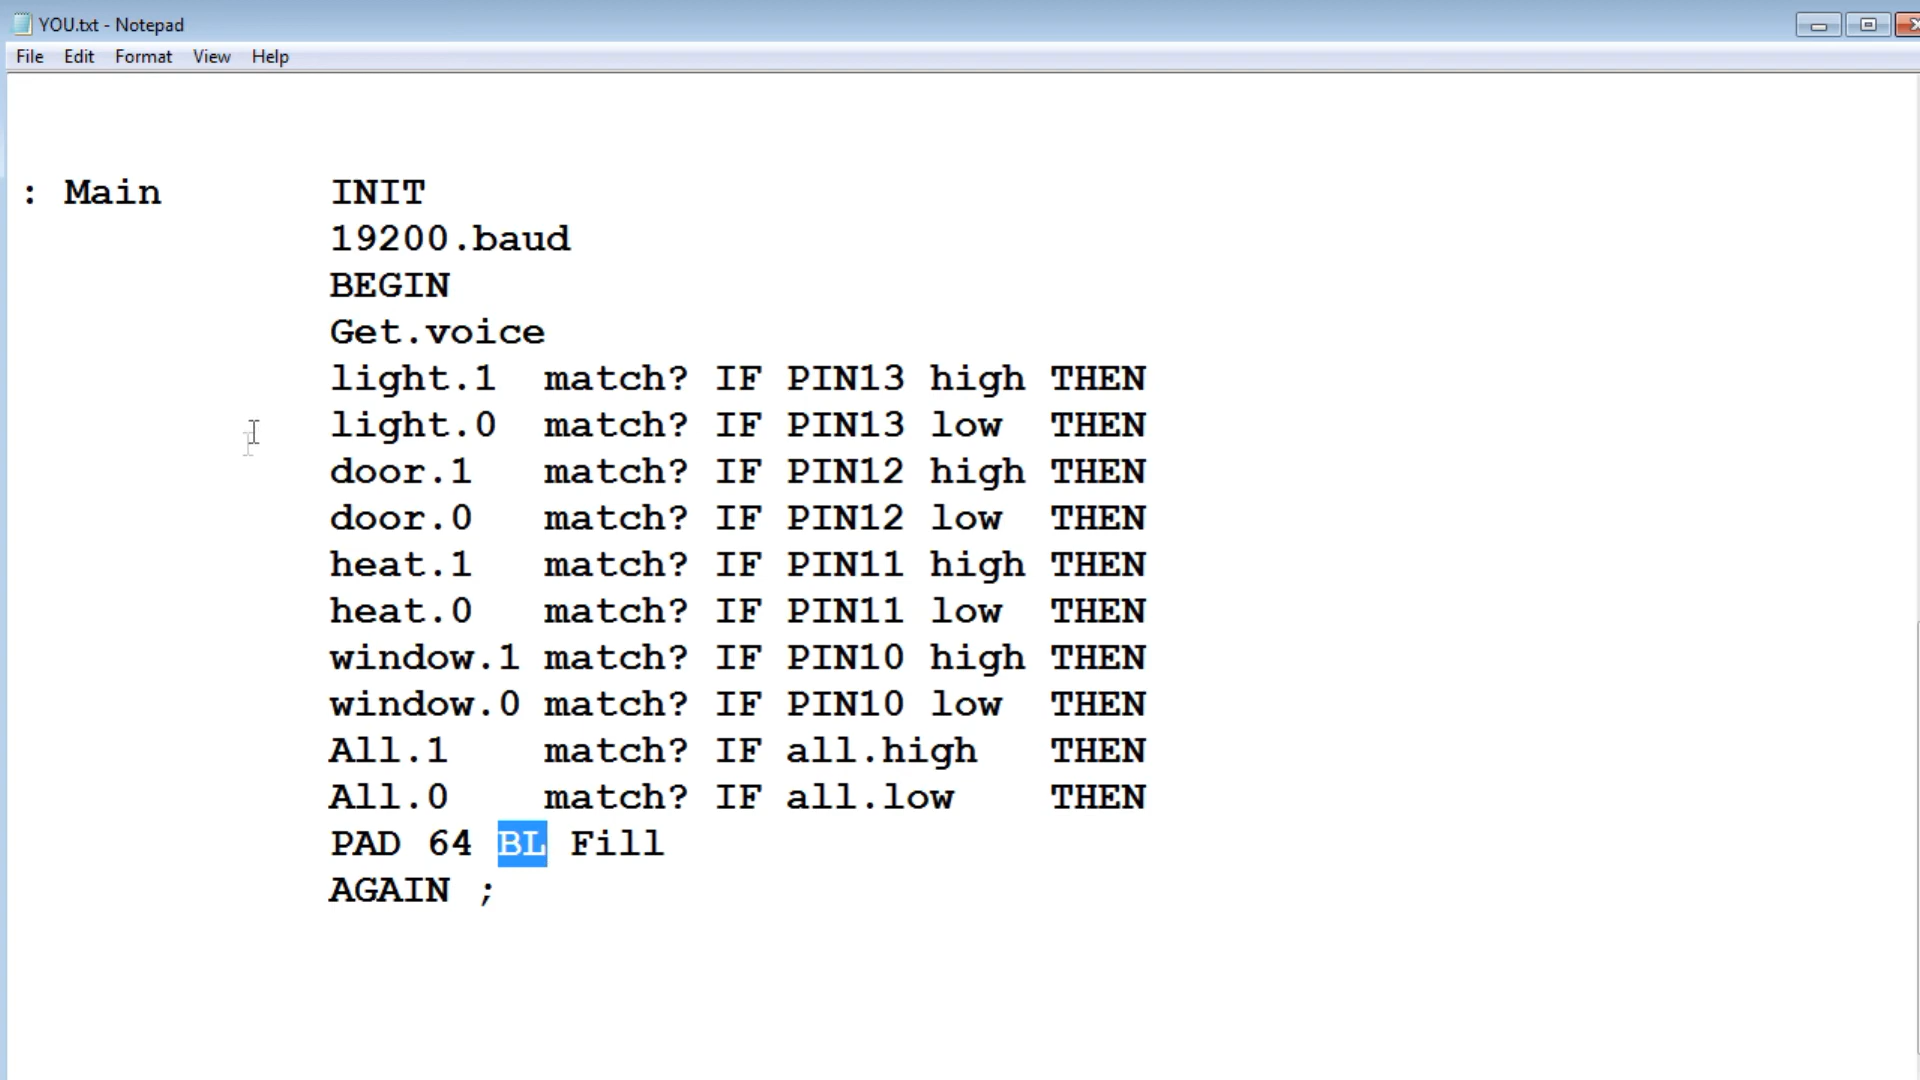 YOU.txt - Notepad
File Edit Format View Help
: Main INIT
19200.baud
BEGIN
Get.voice
light.1 match? IF PIN13 high THEN
light.0 match? IF PIN13 low THEN
door.1 match? IF PIN12 high THEN
door.0 match? IF PIN12 low THEN
heat.1 match? IF PIN11 high THEN
heat.0 match? IF PIN11 low THEN
window.1 match? IF PIN10 high THEN
window.0 match? IF PIN10 low THEN
All.1 match? IF all.high THEN
All.0 match? IF all.low THEN
PAD 64 BL Fill
AGAIN ;